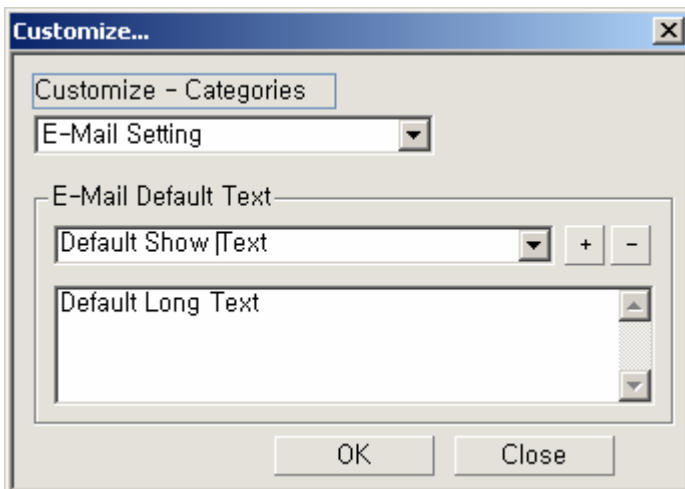 Customize...
Customize - Categories
E-Mail Setting
E-Mail Default Text
Default Show Text
+ -
Default Long Text
OK Close